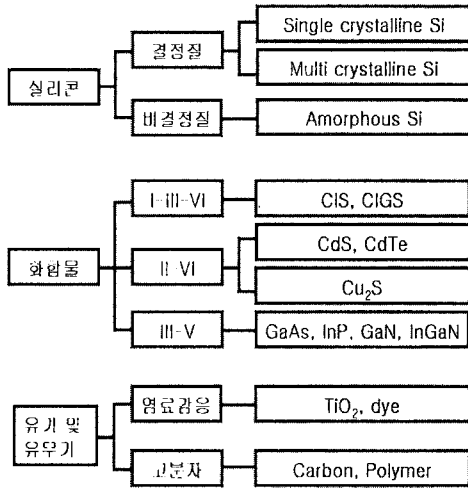 Single crystalline Si
결정질
Multi crystalline Si
실리콘
비결정질
Amorphous Si
I-III-VI
CIS, CIGS
CdS, CdTe
화합물
II-VI
Cu₂S
III-V
GaAs, InP, GaN, InGaN
유기 및
유무기
염료감응
TiO₂, dye
고분자
Carbon, Polymer